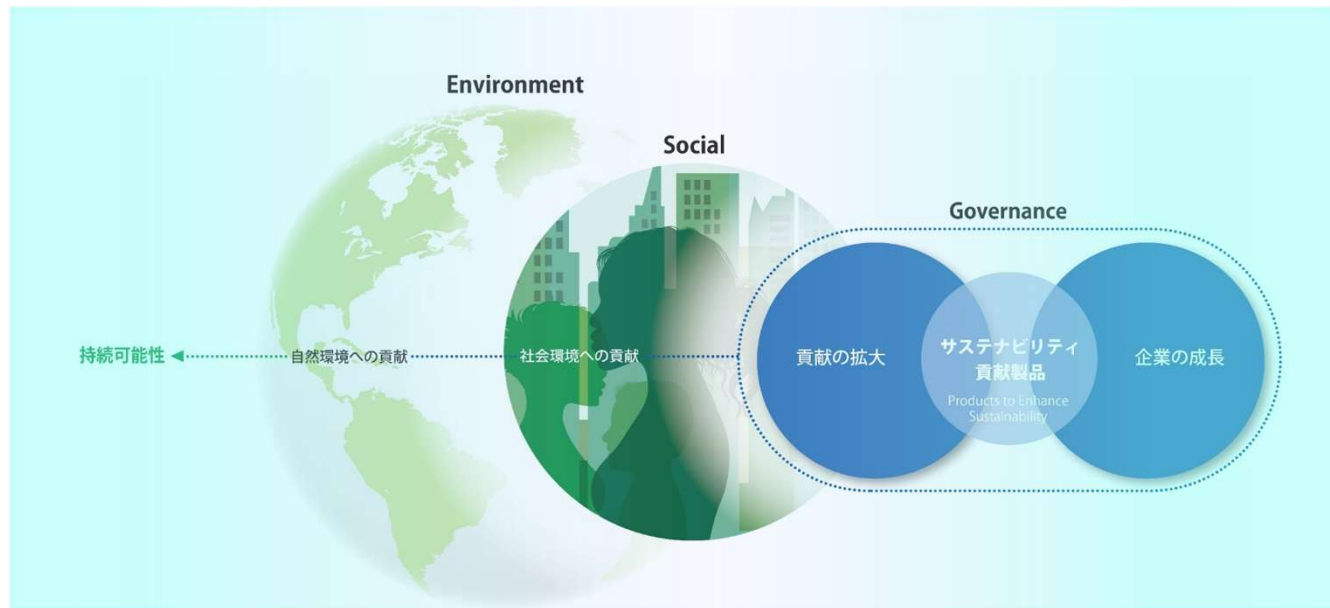 Environment
Social
Governance
持続可能性
自然環境への貢献
社会環境への貢献
貢献の拡大
サステナビリティ
貢献製品
Products to Enhance
Sustainability
企業の成長